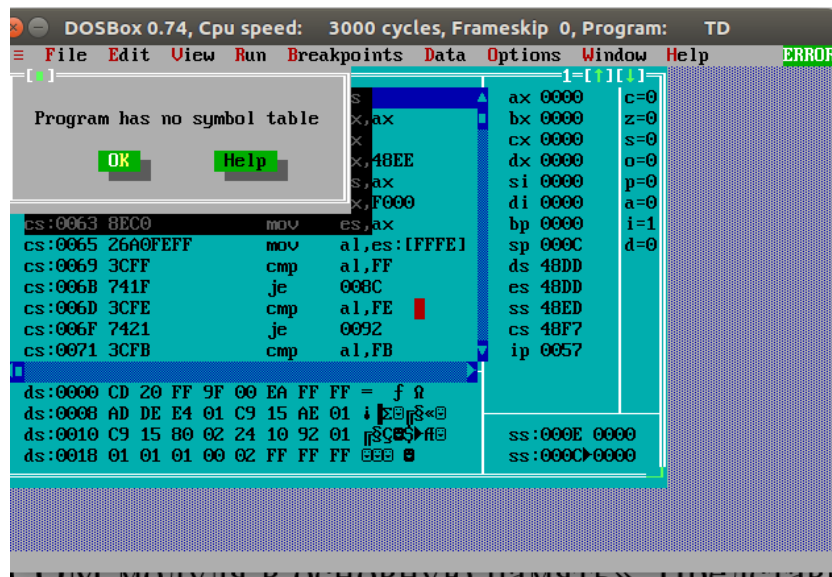 DOSBox 0.74, Cpu speed: 3000 cycles, Frameskip 0, Program: TD
≡ File Edit View Run Breakpoints Data Options Window Help ERROR
[■] 1=[↑][↓]
Program has no symbol table
OK Help
s
x,ax
x
x,48EE
s,ax
x,F000
cs:0063 8EC0 mov es,ax
cs:0065 26A0FEFF mov al,es:[FFFE]
cs:0069 3CFF cmp al,FF
cs:006B 741F je 008C
cs:006D 3CFE cmp al,FE
cs:006F 7421 je 0092
cs:0071 3CFB cmp al,FB
ax 0000 c=0
bx 0000 z=0
cx 0000 s=0
dx 0000 o=0
si 0000 p=0
di 0000 a=0
bp 0000 i=1
sp 000C d=0
ds 48DD
es 48DD
ss 48ED
cs 48F7
ip 0057
ds:0000 CD 20 FF 9F 00 EA FF FF = ƒ Ω
ds:0008 AD DE E4 01 C9 15 AE 01 ¡▐Σ☺╔§«☺
ds:0010 C9 15 80 02 24 10 92 01 ╔§Ç☻$►Æ☺
ds:0018 01 01 01 00 02 FF FF FF ☺☺☺ ☻
ss:000E 0000
ss:000C►0000